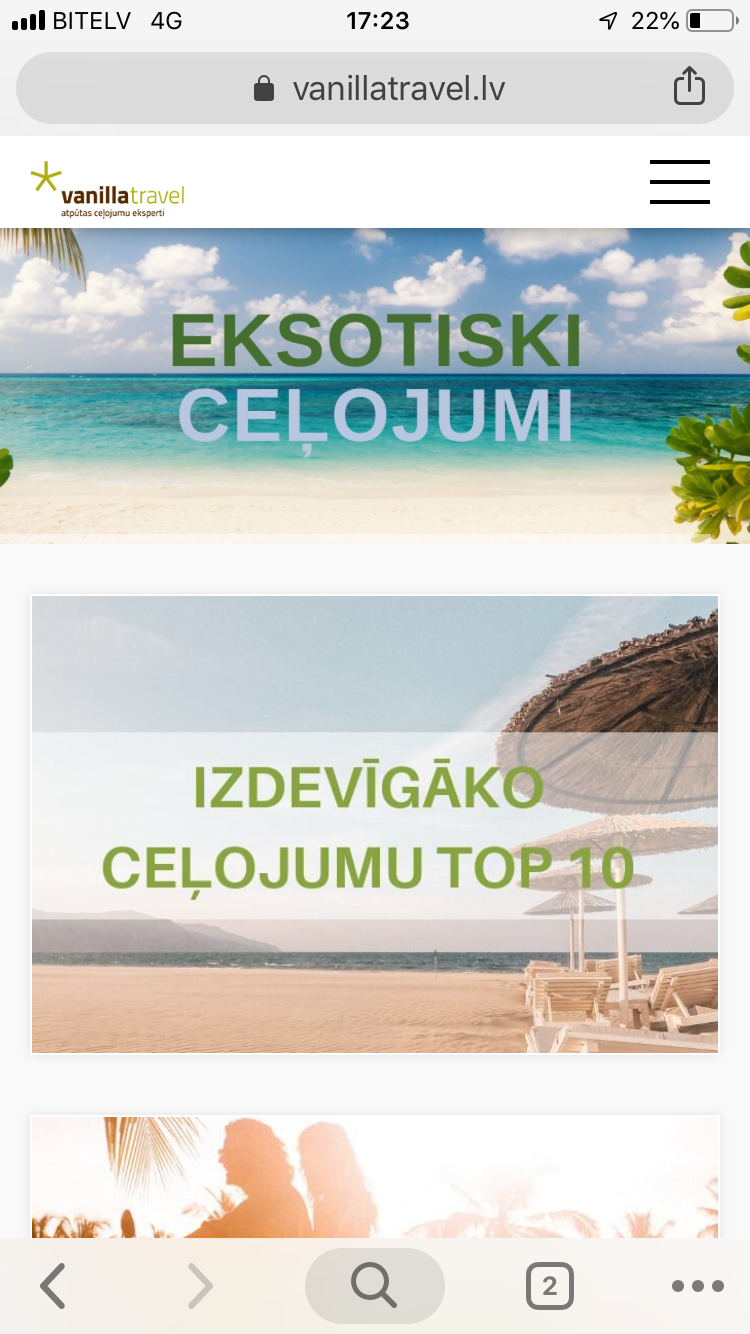 BITELV 4G 17:23 22%
vanillatravel.lv
vanillatravel
atpūtas ceļojumu eksperti
EKSOTISKI
CEĻOJUMI
IZDEVĪGĀKO
CEĻOJUMU TOP 10
2